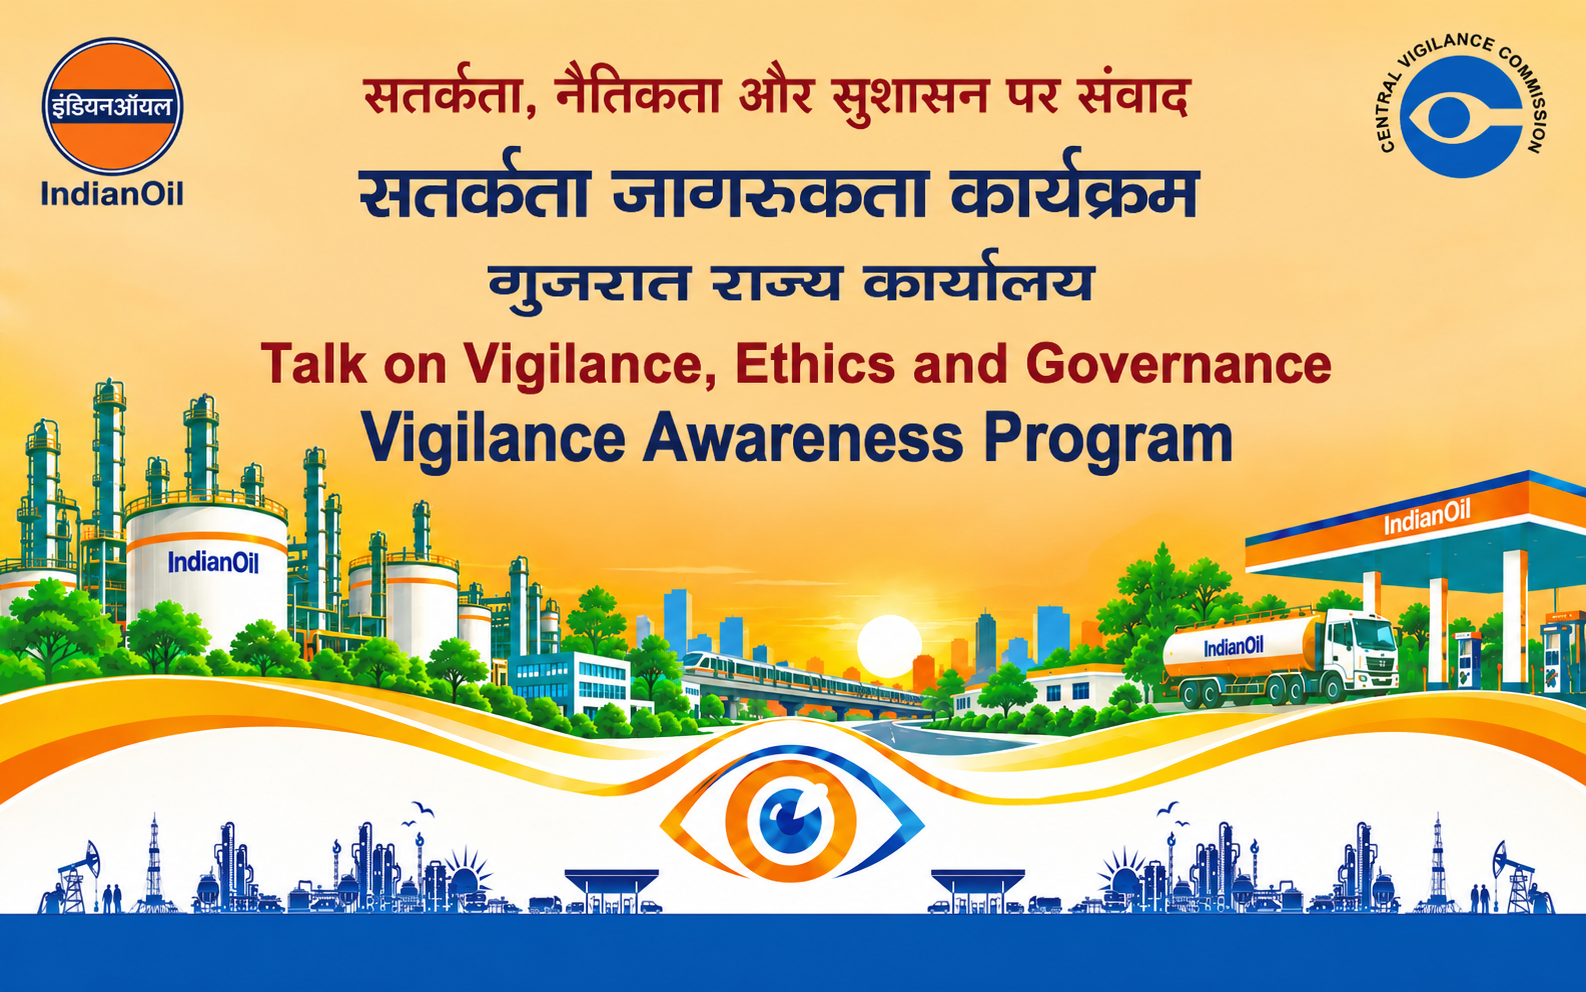 इंडियनऑयल
IndianOil
CENTRAL VIGILANCE COMMISSION
सतर्कता, नैतिकता और सुशासन पर संवाद
सतर्कता जागरुकता कार्यक्रम
गुजरात राज्य कार्यालय
Talk on Vigilance, Ethics and Governance
Vigilance Awareness Program
IndianOil
IndianOil
IndianOil